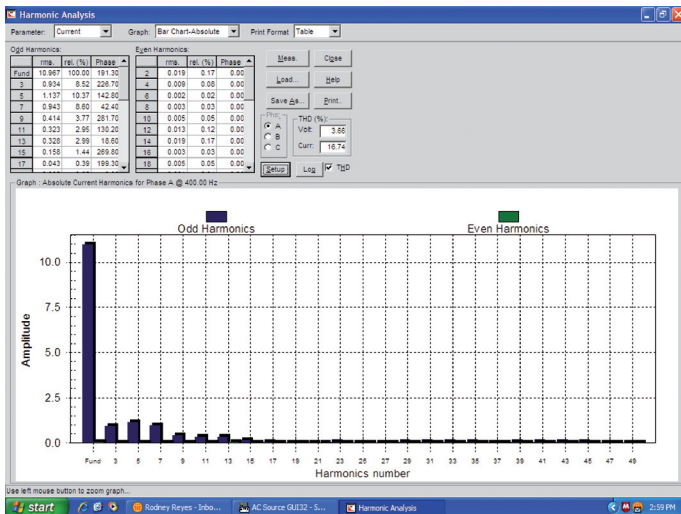 Harmonic Analysis
Parameter: Current Graph: Bar Chart-Absolute Print Format Table
Odd Harmonics: Even Harmonics:
rms. rel. (%) Phase rms. rel. (%) Phase
Fund 10.967 100.00 191.30 2 0.019 0.17 0.00
3 0.934 8.52 226.70 4 0.009 0.08 0.00
5 1.137 10.37 142.80 6 0.002 0.02 0.00
7 0.943 8.60 42.40 8 0.003 0.03 0.00
9 0.414 3.77 281.70 10 0.005 0.05 0.00
11 0.323 2.95 130.20 12 0.013 0.12 0.00
13 0.328 2.99 18.60 14 0.019 0.17 0.00
15 0.158 1.44 269.80 16 0.003 0.03 0.00
17 0.043 0.39 199.30 18 0.005 0.05 0.00
Meas. Close
Load... Help
Save As... Print..
Phs: THD (%):
A Volt: 3.66
B
C Curr: 16.74
Setup Log THD
Graph : Absolute Current Harmonics for Phase A @ 400.00 Hz
Odd Harmonics Even Harmonics
10.0
7.5
5.0
2.5
0.0
Amplitude
Fund 3 5 7 9 11 13 15 17 19 21 23 25 27 29 31 33 35 37 39 41 43 45 47 49
Harmonics number
Use left mouse button to zoom graph...
start Rodney Reyes - Inbo... AC Source GUI32 - S... Harmonic Analysis 2:59 PM